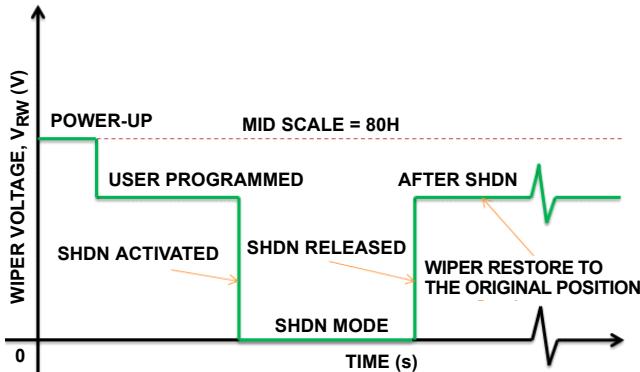 WIPER VOLTAGE, VRW (V)
POWER-UP
MID SCALE = 80H
USER PROGRAMMED
AFTER SHDN
SHDN ACTIVATED
SHDN RELEASED
WIPER RESTORE TO
THE ORIGINAL POSITION
SHDN MODE
0
TIME (s)